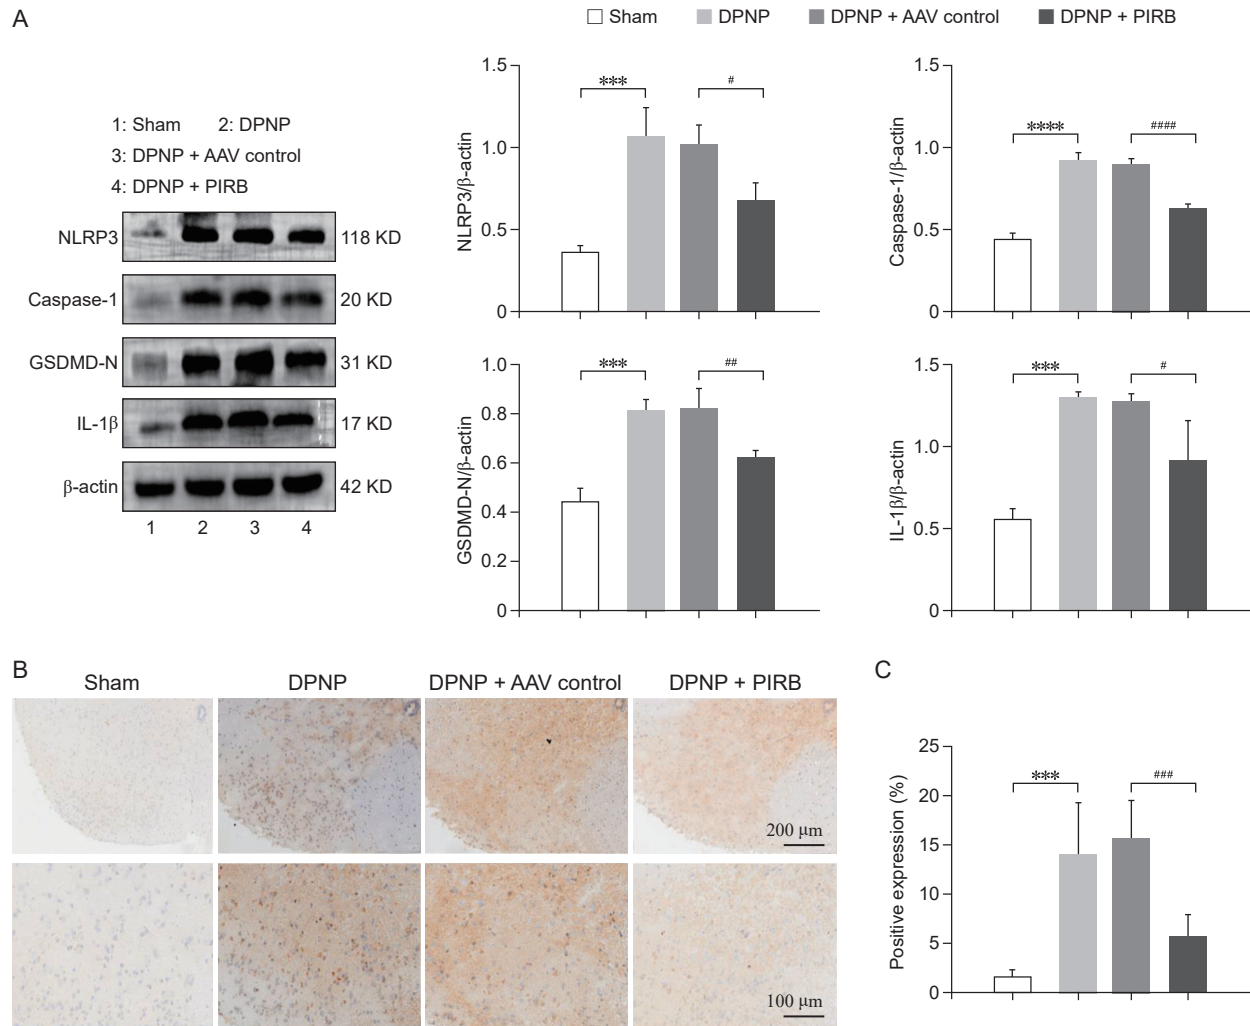 A
Sham
DPNP
DPNP + AAV control
DPNP + PIRB
1: Sham 2: DPNP
3: DPNP + AAV control
4: DPNP + PIRB
NLRP3
118 KD
Caspase-1
20 KD
GSDMD-N
31 KD
IL-1β
17 KD
β-actin
42 KD
1 2 3 4
NLRP3/β-actin
1.5
1.0
0.5
0
***
#
Caspase-1/β-actin
1.5
1.0
0.5
0
****
####
GSDMD-N/β-actin
1.0
0.8
0.6
0.4
0.2
0
***
##
IL-1β/β-actin
1.5
1.0
0.5
0
***
#
B
Sham
DPNP
DPNP + AAV control
DPNP + PIRB
200 μm
100 μm
C
Positive expression (%)
25
20
15
10
5
0
***
###